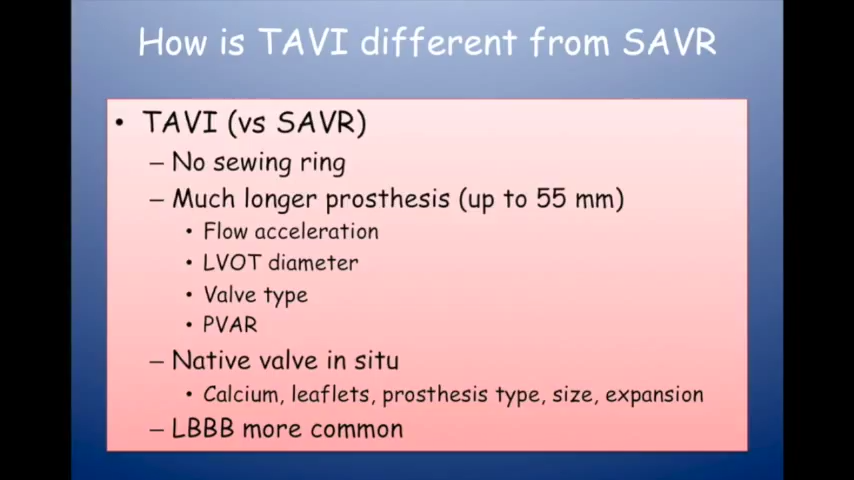 How is TAVI different from SAVR
• TAVI (vs SAVR)
– No sewing ring
– Much longer prosthesis (up to 55 mm)
• Flow acceleration
• LVOT diameter
• Valve type
• PVAR
– Native valve in situ
• Calcium, leaflets, prosthesis type, size, expansion
– LBBB more common